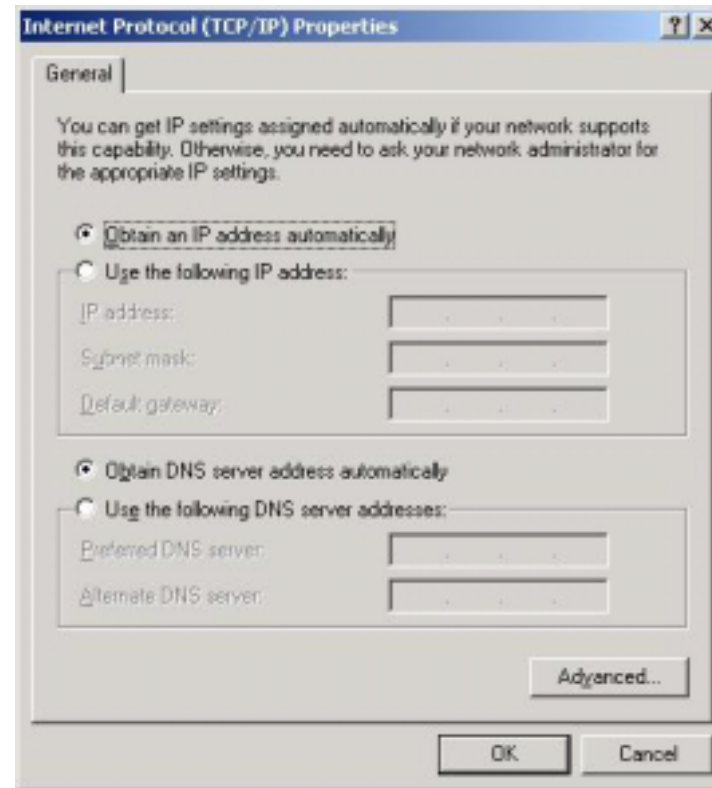 Internet Protocol (TCP/IP) Properties
General
You can get IP settings assigned automatically if your network supports
this capability. Otherwise, you need to ask your network administrator for
the appropriate IP settings.
Obtain an IP address automatically
Use the following IP address:
IP address:
Subnet mask:
Default gateway:
Obtain DNS server address automatically
Use the following DNS server addresses:
Preferred DNS server:
Alternate DNS server:
Advanced...
OK
Cancel